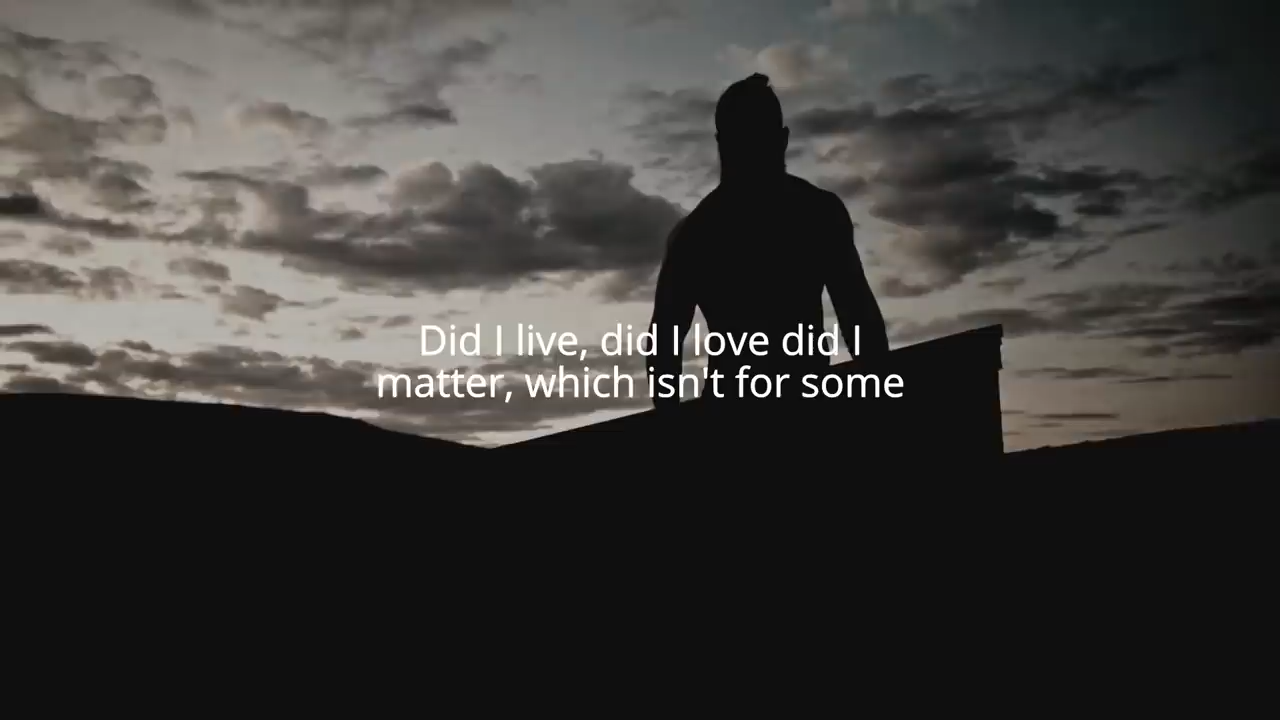 Did I live, did I love did I
matter, which isn't for some